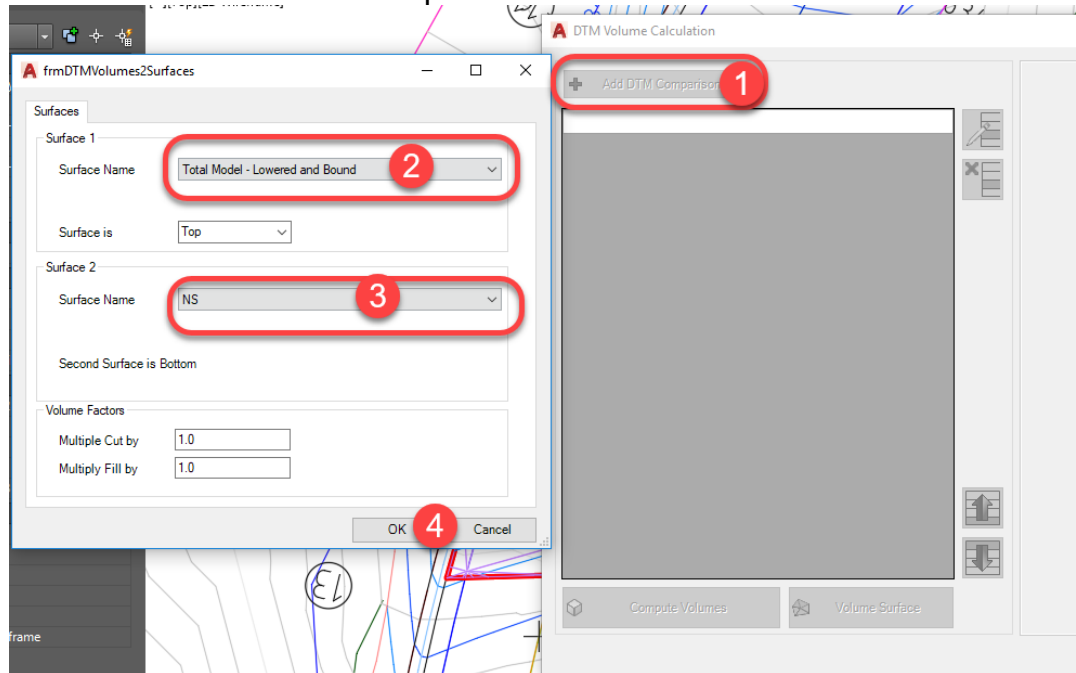 DTM Volume Calculation
frmDTMVolumes2Surfaces
Add DTM Comparison
1
Surfaces
Surface 1
Surface Name
Total Model - Lowered and Bound
2
Surface is
Top
Surface 2
Surface Name
NS
3
Second Surface is Bottom
Volume Factors
Multiple Cut by
1.0
Multiply Fill by
1.0
OK
4
Cancel
13
Compute Volumes
Volume Surface
frame